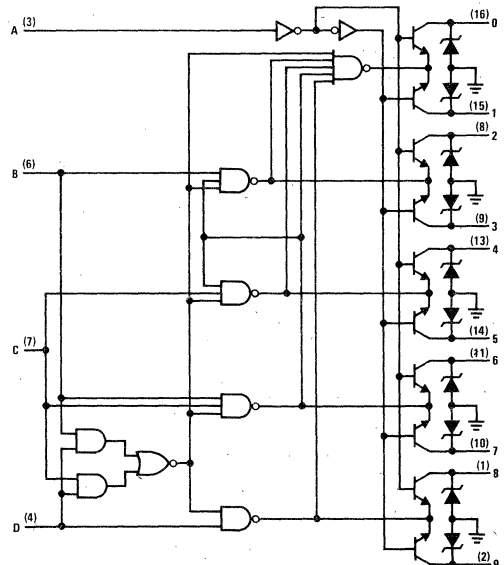 A (3)
(16) 0
(15) 1
(8) 2
B (6)
(9) 3
(13) 4
C (7)
(14) 5
(11) 6
(10) 7
(1) 8
D (4)
(2) 9